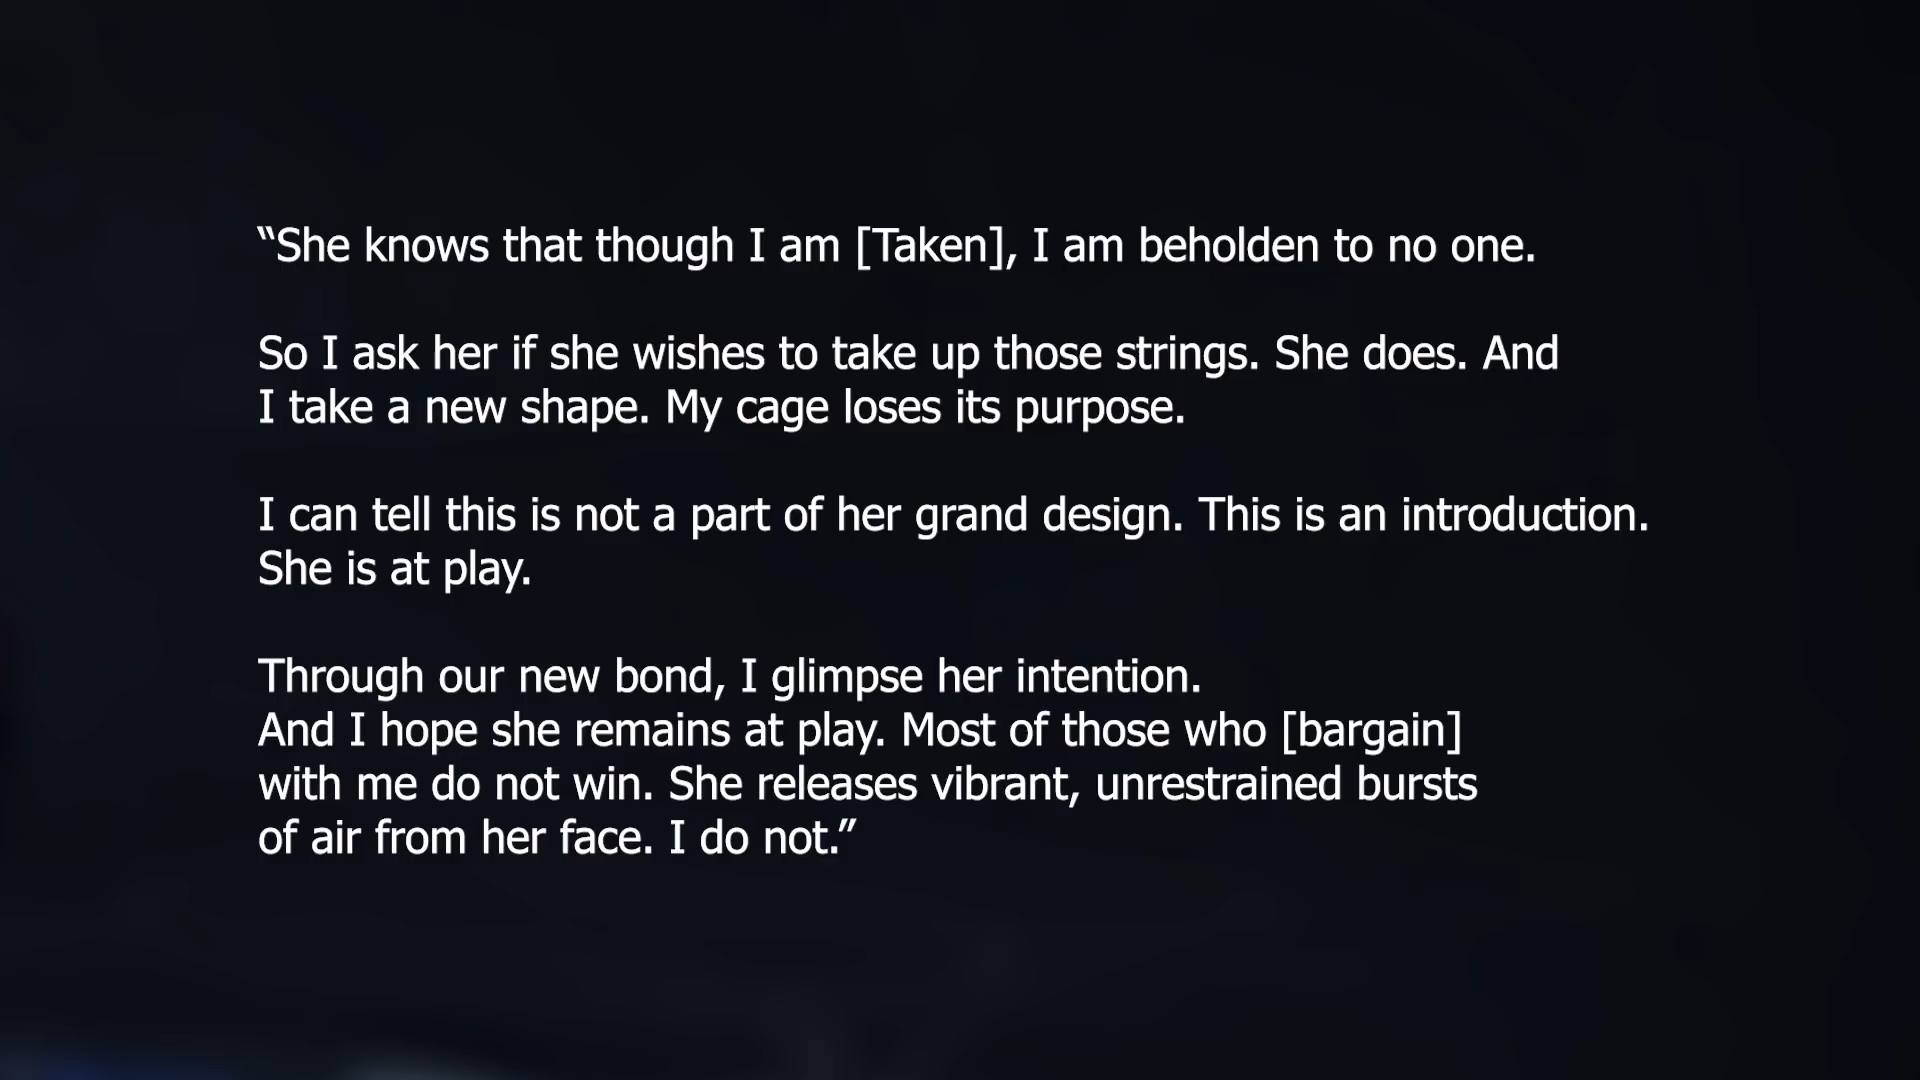 “She knows that though I am [Taken], I am beholden to no one.
So I ask her if she wishes to take up those strings. She does. And
I take a new shape. My cage loses its purpose.
I can tell this is not a part of her grand design. This is an introduction.
She is at play.
Through our new bond, I glimpse her intention.
And I hope she remains at play. Most of those who [bargain]
with me do not win. She releases vibrant, unrestrained bursts
of air from her face. I do not.”